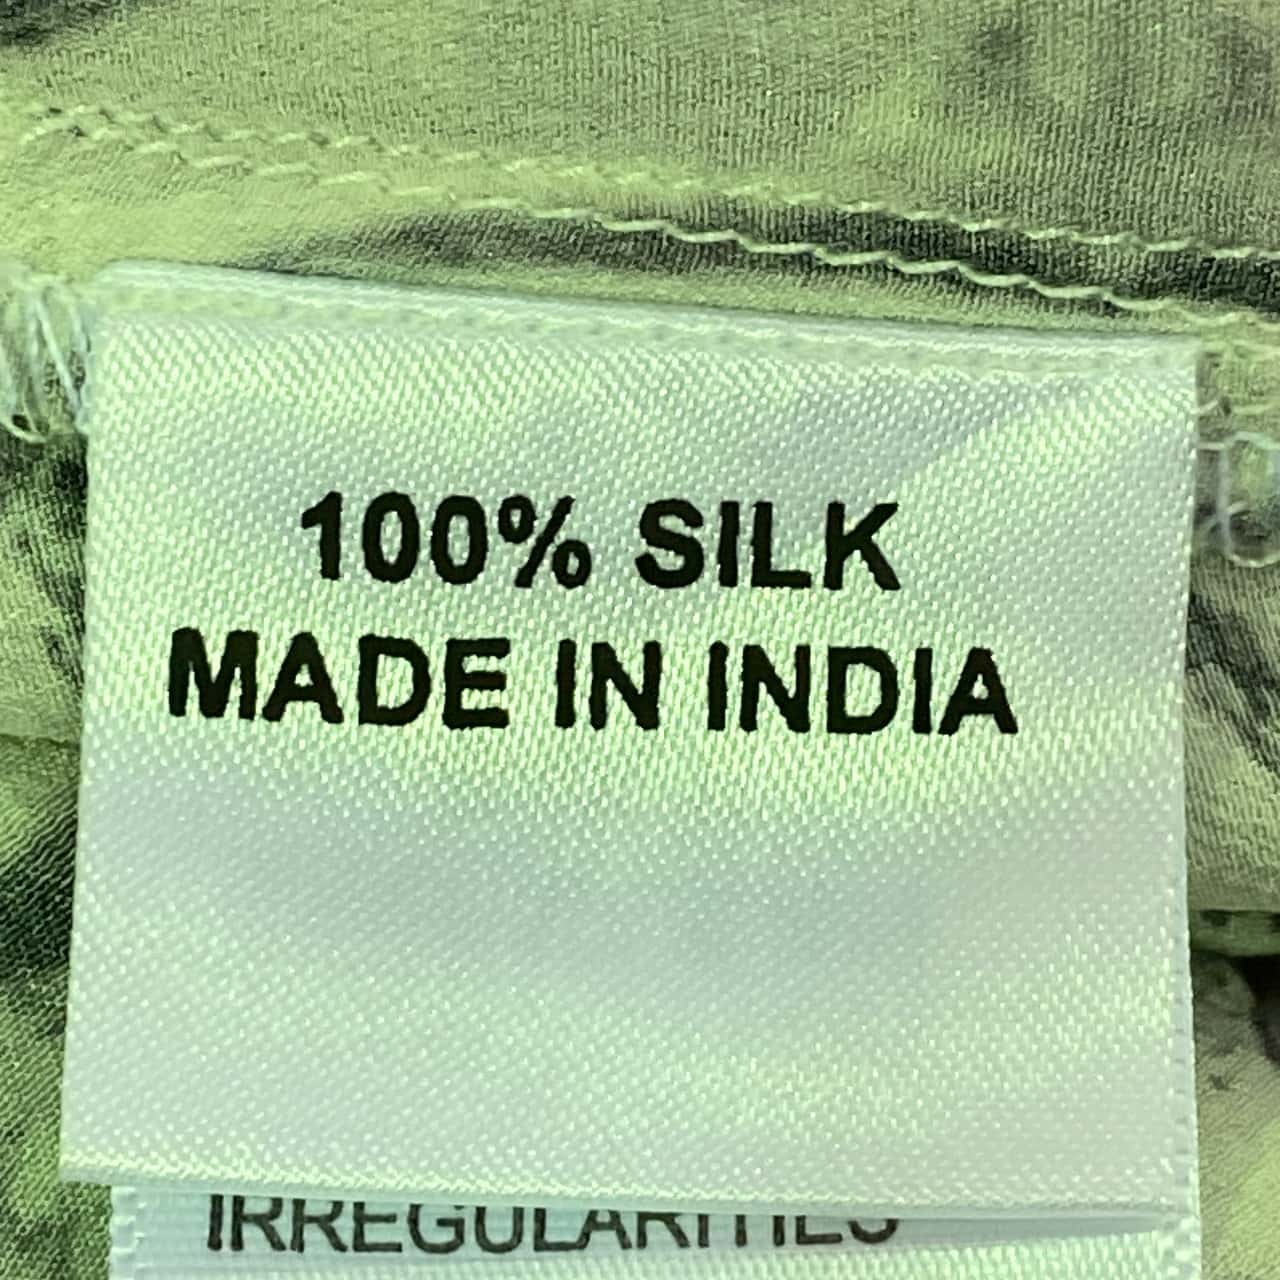 100% SILK
MADE IN INDIA
IRREGULARITIES